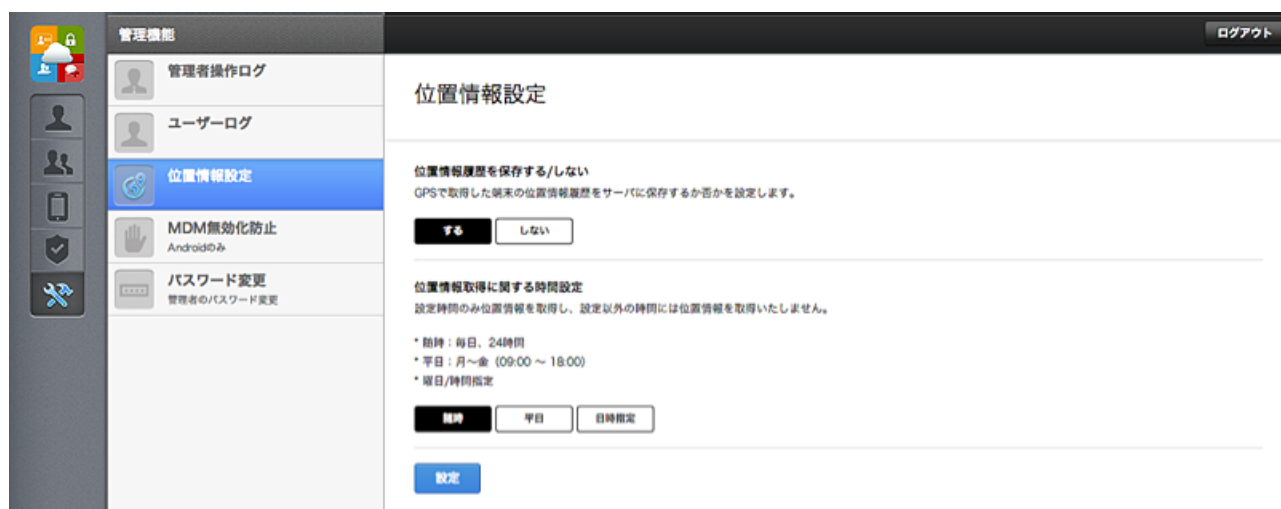 管理機能
ログアウト
管理者操作ログ
ユーザーログ
位置情報設定
MDM無効化防止
Androidのみ
パスワード変更
管理者のパスワード変更
位置情報設定
位置情報履歴を保存する/しない
GPSで取得した端末の位置情報履歴をサーバに保存するか否かを設定します。
する
しない
位置情報取得に関する時間設定
設定時間のみ位置情報を取得し、設定以外の時間には位置情報を取得いたしません。
* 随時：毎日、24時間
* 平日：月〜金（09:00 〜 18:00）
* 曜日/時間指定
随時
平日
日時指定
設定